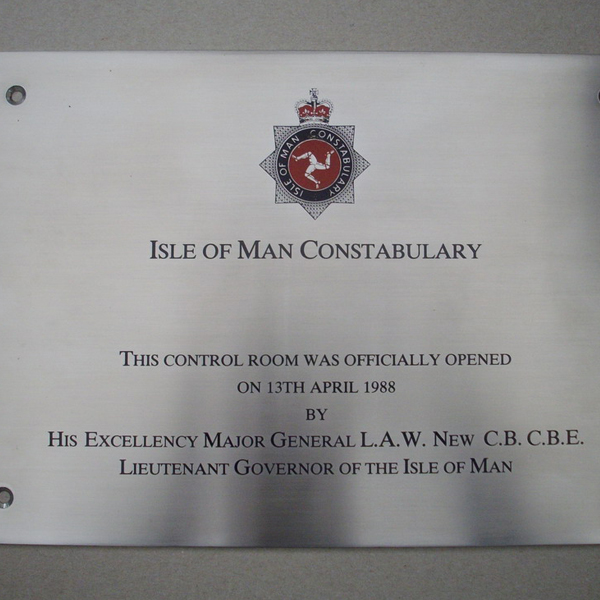 ISLE OF MAN CONSTABULARY
ISLE OF MAN CONSTABULARY
THIS CONTROL ROOM WAS OFFICIALLY OPENED
ON 13TH APRIL 1988
BY
HIS EXCELLENCY MAJOR GENERAL L.A.W. NEW C.B. C.B.E.
LIEUTENANT GOVERNOR OF THE ISLE OF MAN